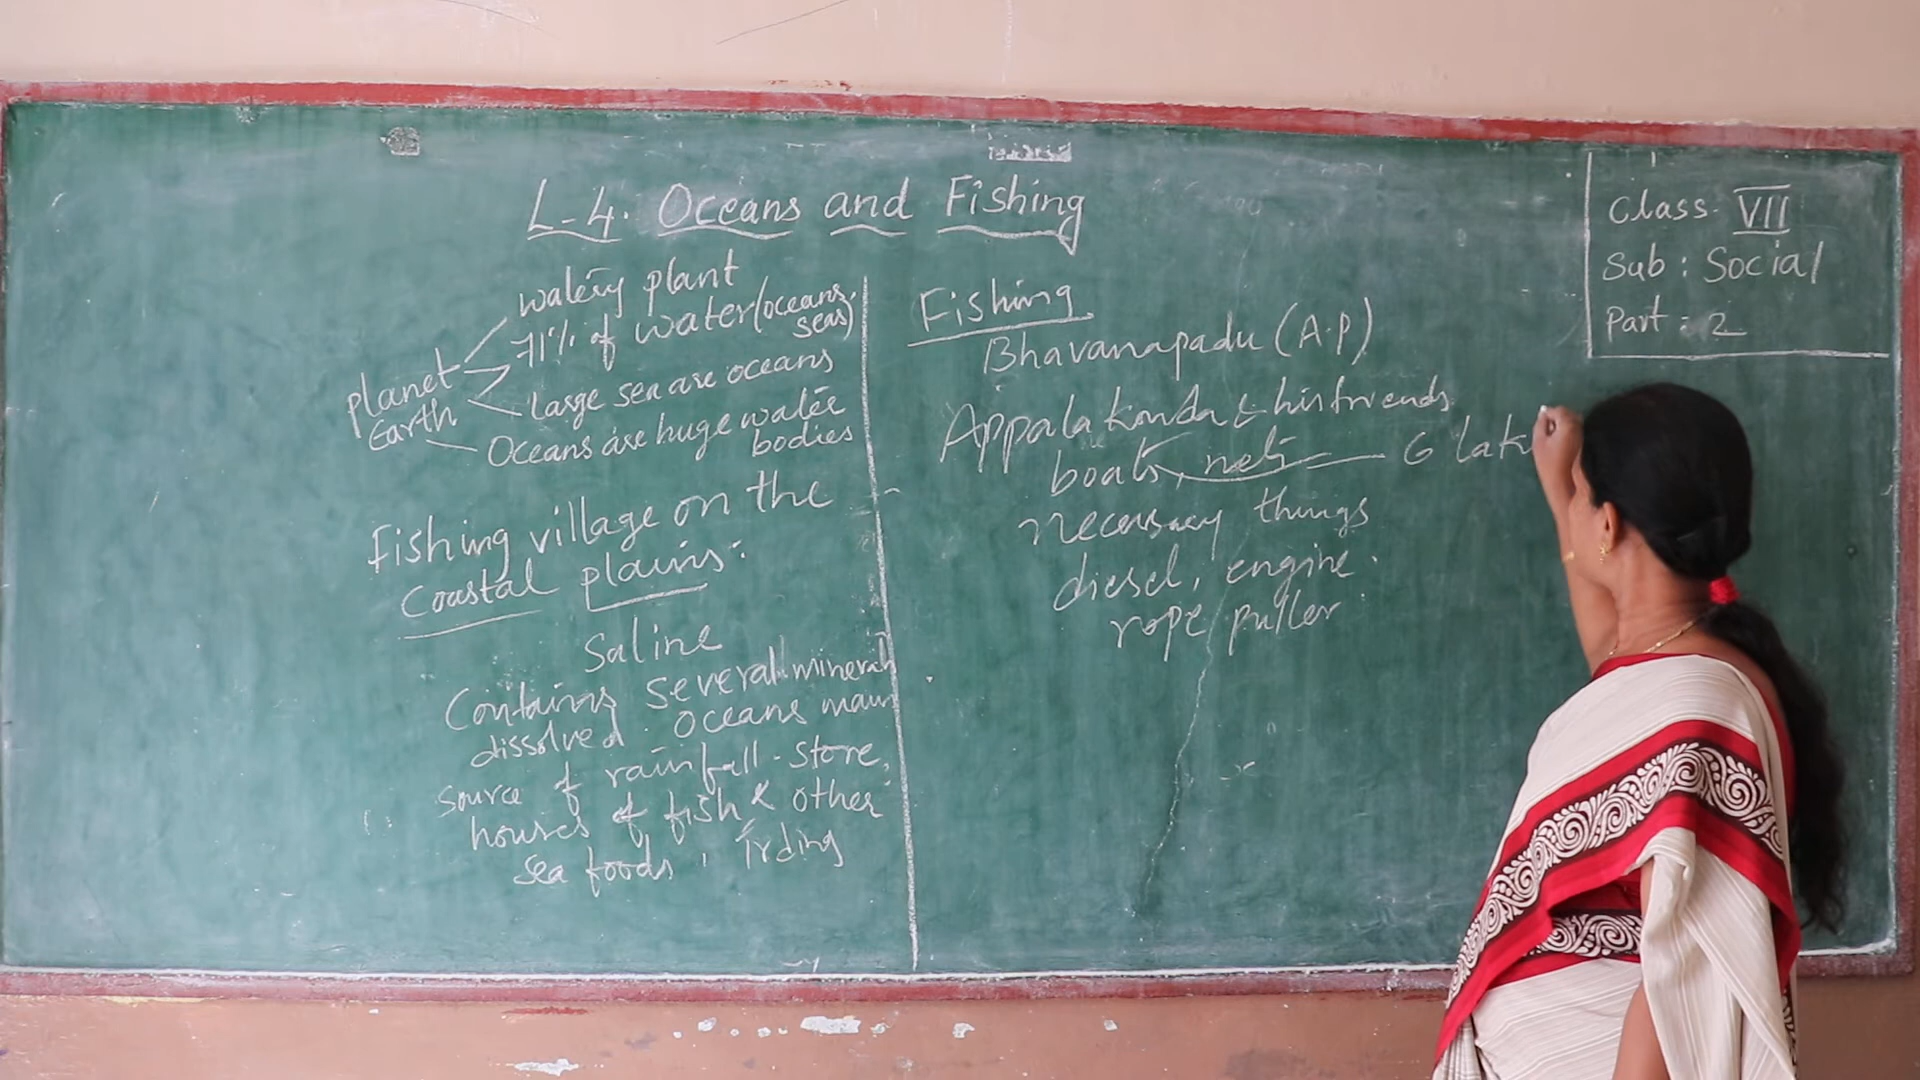 L-4. Oceans and Fishing
Class VII
Sub : Social
Part : 2
watery plant
71% of water (oceans,
seas)
planet
Earth
Large sea are oceans
Oceans are huge water
bodies
Fishing village on the
coastal plains:
Saline
Contains several minerals
dissolved. Oceans main
source of rainfall. store,
houses of fish & other
sea foods,
Fishing
Bhavanapadu (A.P)
Appalakonda & his friends
boats, nets — 6 lak
necessary things
diesel, engine.
rope puller